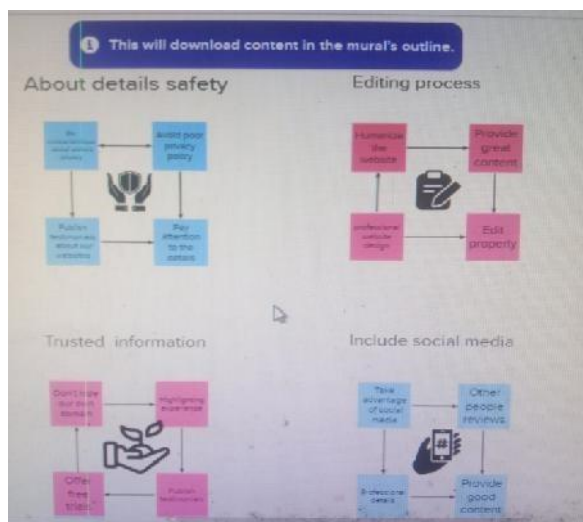 This will download content in the mural's outline.
About details safety
Editing process
Avoid poor
privacy
policy
Humanize
the
website
Provide
great
content
Publish
testimonies
about our
websites
Pay
attention
to the
details
professional
website
design
Edit
properly
Trusted information
Include social media
Don't hide
our own
domain
Highlighting
experience
Take
advantage
of social
media
Other
people
reviews
Offer
free
trials
Publish
testimonies
Professional
details
Provide
good
content